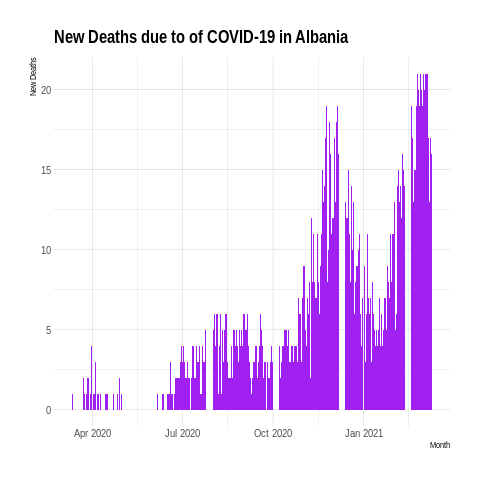 New Deaths due to of COVID-19 in Albania
New Deaths
20
15
10
5
0
Apr 2020 Jul 2020 Oct 2020 Jan 2021
Month